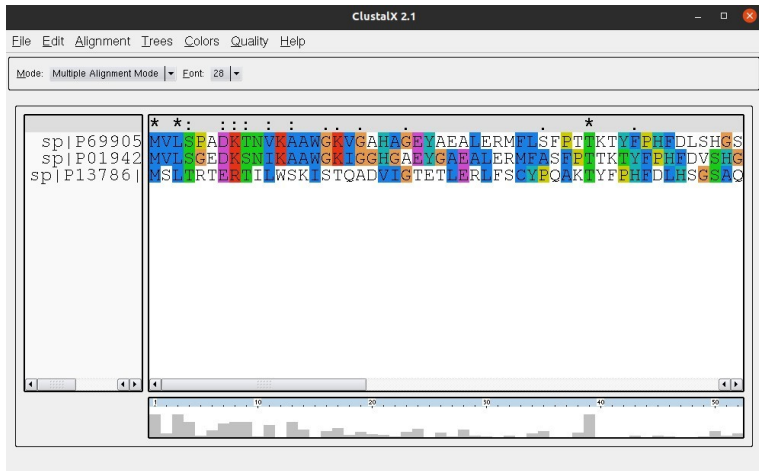 ClustalX 2.1
File Edit Alignment Trees Colors Quality Help
Mode: Multiple Alignment Mode Font: 28
* *:  ::: : :  .. .   .           .   *   .
sp|P69905 MVLSPADKTNVKAAWGKVGAHAGEYAEALERMFLSFPTTKTYFPHFDLSHGS
sp|P01942 MVLSGEDKSNIKAAWGKIGGHGAEYGAEALERMFASFPTTKTYFPHFDVSHG
sp|P13786| MSLTRTERTILWSKISTQADVIGTETLERLFSCYPQAKTYFPHFDLHSGSAQ
1 10 20 30 40 50